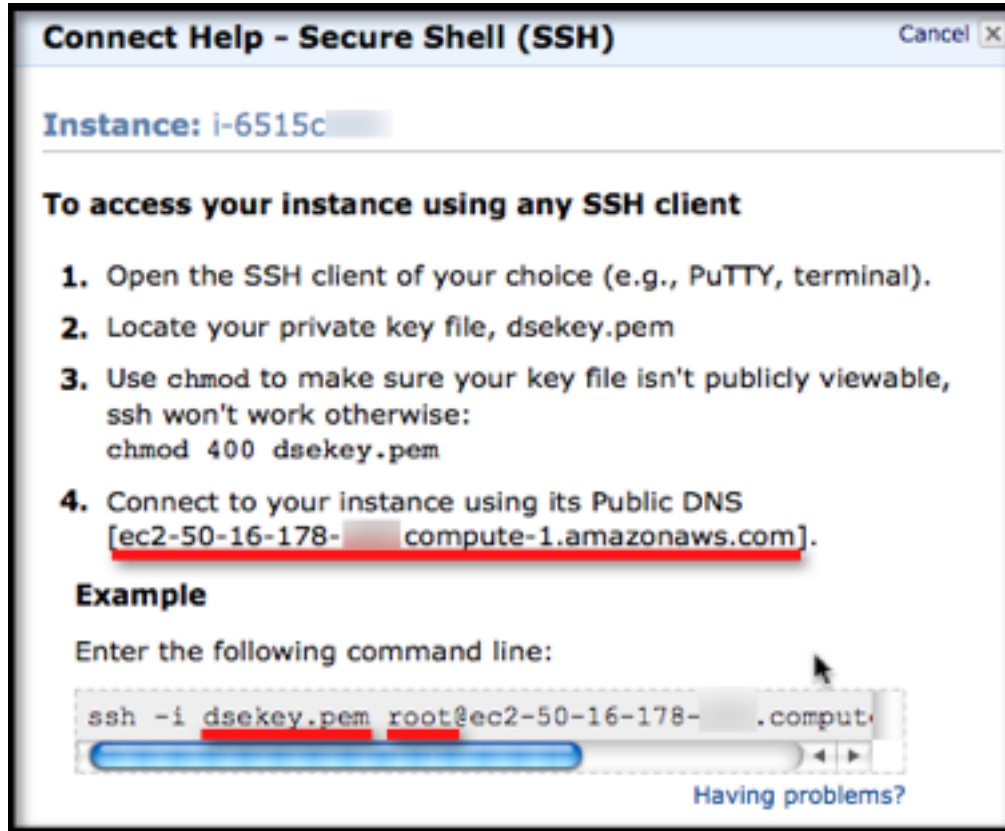 Connect Help - Secure Shell (SSH)
Cancel
Instance: i-6515c
To access your instance using any SSH client
1. Open the SSH client of your choice (e.g., PuTTY, terminal).
2. Locate your private key file, dsekey.pem
3. Use chmod to make sure your key file isn't publicly viewable,
ssh won't work otherwise:
chmod 400 dsekey.pem
4. Connect to your instance using its Public DNS
[ec2-50-16-178- compute-1.amazonaws.com].
Example
Enter the following command line:
ssh -i dsekey.pem root@ec2-50-16-178- .comput
Having problems?